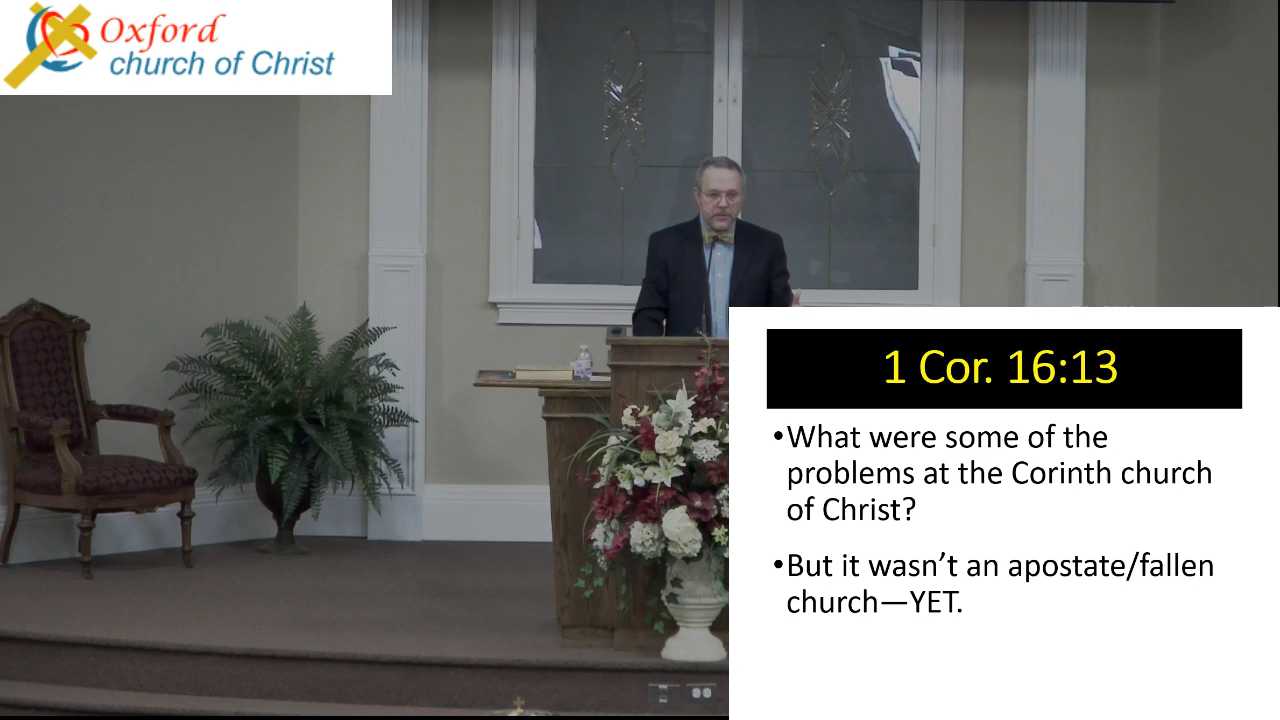 Oxford
church of Christ
1 Cor. 16:13
•What were some of the
problems at the Corinth church
of Christ?
•But it wasn’t an apostate/fallen
church—YET.